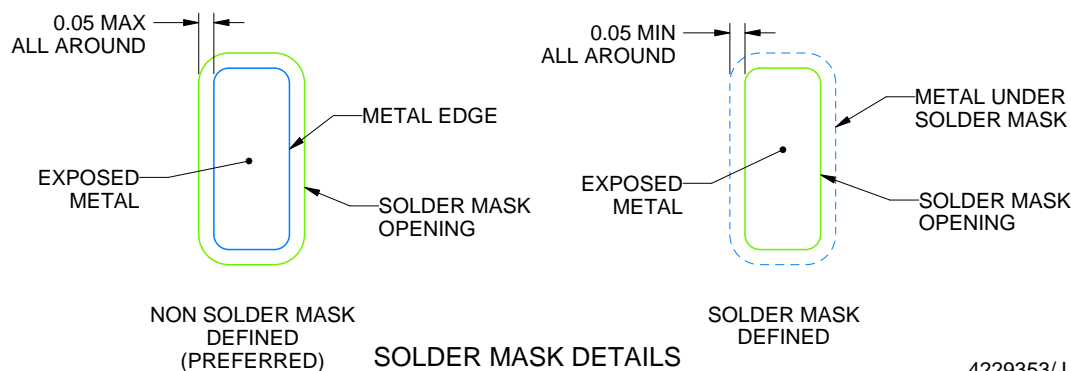 0.05 MAX
ALL AROUND
METAL EDGE
EXPOSED
METAL
SOLDER MASK
OPENING
NON SOLDER MASK
DEFINED
(PREFERRED)
0.05 MIN
ALL AROUND
METAL UNDER
SOLDER MASK
EXPOSED
METAL
SOLDER MASK
OPENING
SOLDER MASK
DEFINED
SOLDER MASK DETAILS